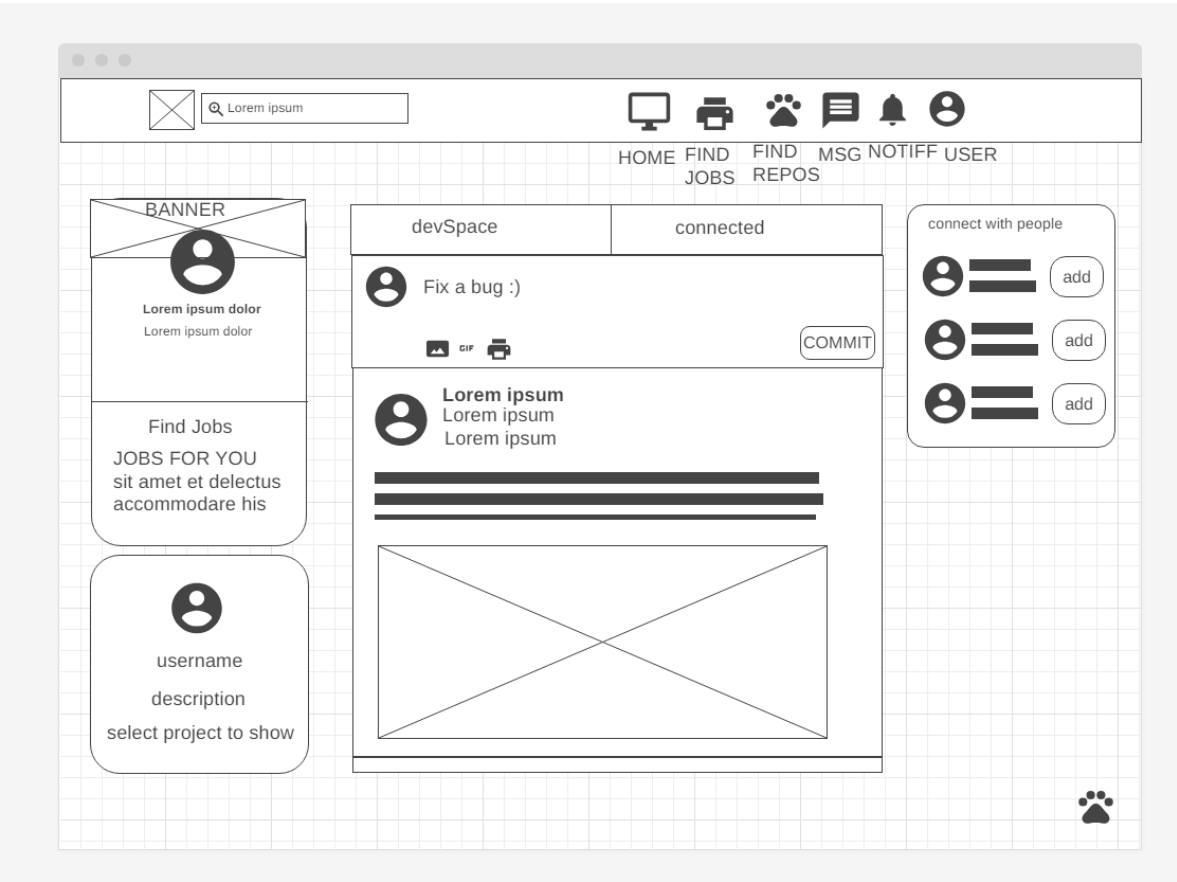 Lorem ipsum
HOME
FIND
JOBS
FIND
REPOS
MSG
NOTIFF
USER
BANNER
Lorem ipsum dolor
Lorem ipsum dolor
Find Jobs
JOBS FOR YOU
sit amet et delectus
accommodare his
username
description
select project to show
devSpace
connected
Fix a bug :)
GIF
COMMIT
Lorem ipsum
Lorem ipsum
Lorem ipsum
connect with people
add
add
add